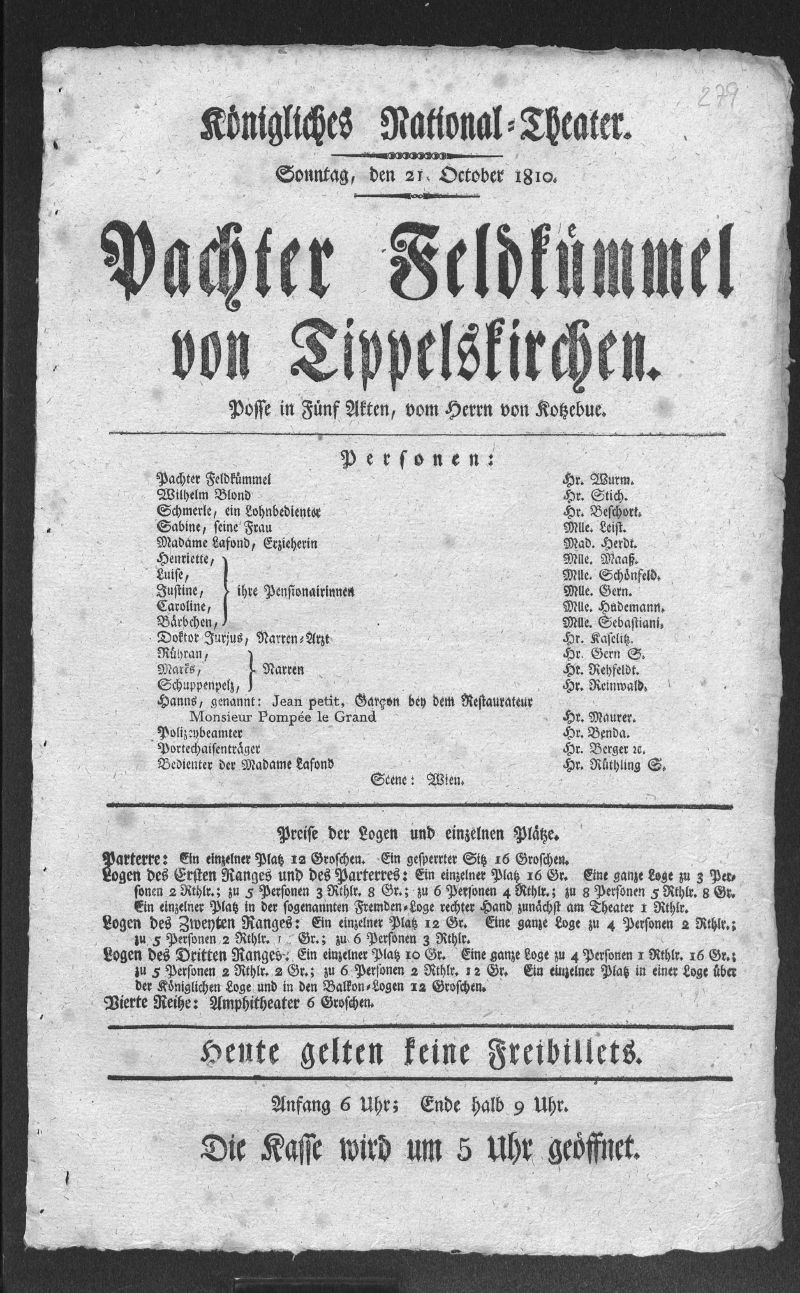 279
Königliches National-Theater.
Sonntag, den 21. October 1810.
Pachter Feldkümmel
von Tippelskirchen.
Posse in Fünf Akten, vom Herrn von Kotzebue.
Personen:
Pachter Feldkümmel Hr. Wurm.
Wilhelm Blond Hr. Stich.
Schmerle, ein Lohnbedienter Hr. Beschort.
Sabine, seine Frau Mlle. Leist.
Madame Lafond, Erzieherin Mad. Herdt.
Henriette, Mlle. Maaß.
Luise, Mlle. Schönfeld.
Justine, ihre Pensionairinnen Mlle. Gern.
Caroline, Mlle. Hudemann.
Bärbchen, Mlle. Sebastiani.
Doktor Jurjus, Narren-Arzt Hr. Kaselitz.
Rühran, Hr. Gern S.
Marks, Narren Hr. Rehfeldt.
Schuppenpelz, Hr. Reinwald.
Hanns, genannt: Jean petit, Garçon bey dem Restaurateur
Monsieur Pompée le Grand Hr. Maurer.
Polizeybeamter Hr. Benda.
Portechaisenträger Hr. Berger ꝛc.
Bedienter der Madame Lafond Hr. Rüthling S.
Scene: Wien.
Preise der Logen und einzelnen Plätze.
Parterre: Ein einzelner Platz 12 Groschen. Ein gesperrter Sitz 16 Groschen.
Logen des Ersten Ranges und des Parterres: Ein einzelner Platz 16 Gr. Eine ganze Loge zu 3 Per-
sonen 2 Rthlr.; zu 5 Personen 3 Rthlr. 8 Gr.; zu 6 Personen 4 Rthlr.; zu 8 Personen 5 Rthlr. 8 Gr.
Ein einzelner Platz in der sogenannten Fremden-Loge rechter Hand zunächst am Theater 1 Rthlr.
Logen des Zweyten Ranges: Ein einzelner Platz 12 Gr. Eine ganze Loge zu 4 Personen 2 Rthlr.;
zu 5 Personen 2 Rthlr. Gr.; zu 6 Personen 3 Rthlr.
Logen des Dritten Ranges: Ein einzelner Platz 10 Gr. Eine ganze Loge zu 4 Personen 1 Rthlr. 16 Gr.;
zu 5 Personen 2 Rthlr. 2 Gr.; zu 6 Personen 2 Rthlr. 12 Gr. Ein einzelner Platz in einer Loge über
der Königlichen Loge und in den Balkon-Logen 12 Groschen.
Vierte Reihe: Amphitheater 6 Groschen.
Heute gelten keine Freibillets.
Anfang 6 Uhr; Ende halb 9 Uhr.
Die Kasse wird um 5 Uhr geöffnet.